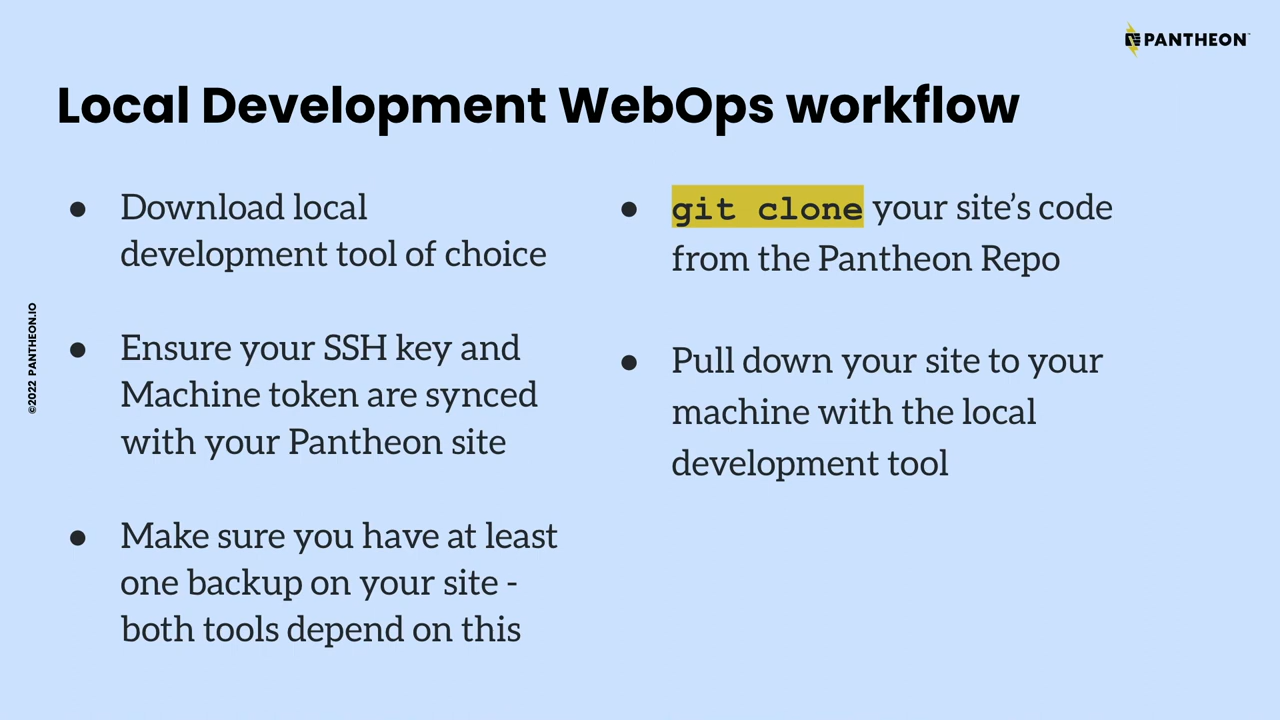 PANTHEON
Local Development WebOps workflow
● Download local
development tool of choice
● Ensure your SSH key and
Machine token are synced
with your Pantheon site
● Make sure you have at least
one backup on your site -
both tools depend on this
● git clone your site’s code
from the Pantheon Repo
● Pull down your site to your
machine with the local
development tool
©2022 PANTHEON.IO